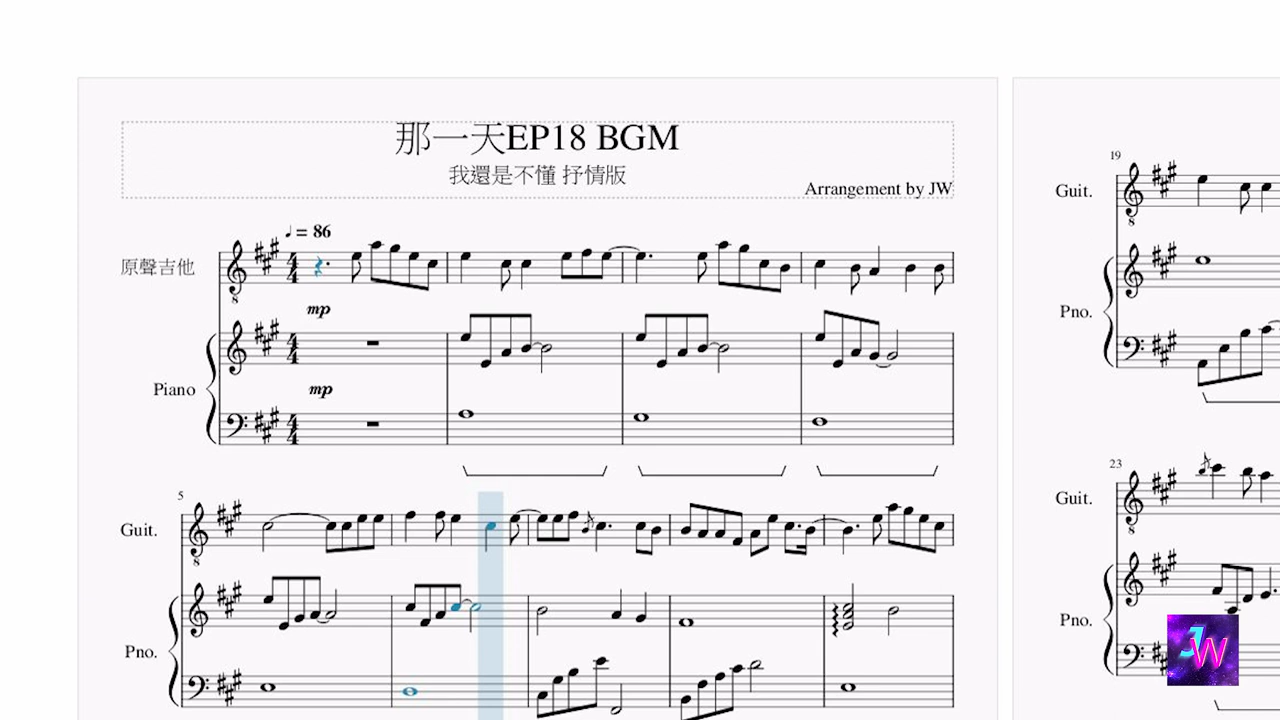 那一天EP18 BGM
我還是不懂 抒情版
Arrangement by JW
♩= 86
原聲吉他
mp
Piano
mp
5
Guit.
Pno.
19
Guit.
Pno.
23
Guit.
Pno.
JW